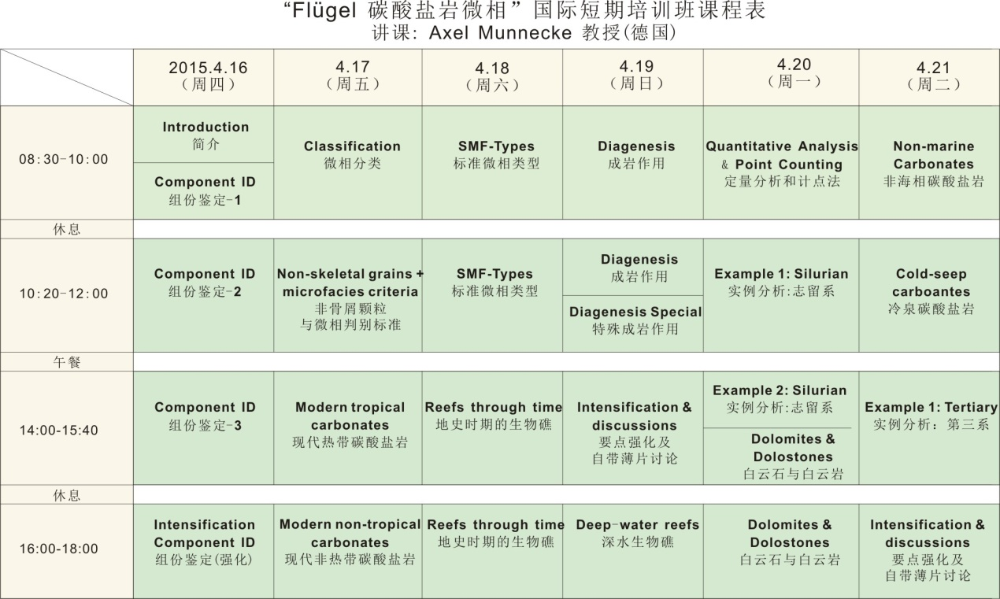 “Flügel 碳酸盐岩微相” 国际短期培训班课程表
讲课: Axel Munnecke 教授(德国)
2015.4.16
（周四）
4.17
（周五）
4.18
（周六）
4.19
（周日）
4.20
（周一）
4.21
（周二）
08:30-10:00
Introduction
简介
Component ID
组份鉴定-1
Classification
微相分类
SMF-Types
标准微相类型
Diagenesis
成岩作用
Quantitative Analysis
& Point Counting
定量分析和计点法
Non-marine
Carbonates
非海相碳酸盐岩
休息
10:20-12:00
Component ID
组份鉴定-2
Non-skeletal grains +
microfacies criteria
非骨屑颗粒
与微相判别标准
SMF-Types
标准微相类型
Diagenesis
成岩作用
Diagenesis Special
特殊成岩作用
Example 1: Silurian
实例分析:志留系
Cold-seep
carboantes
冷泉碳酸盐岩
午餐
14:00-15:40
Component ID
组份鉴定-3
Modern tropical
carbonates
现代热带碳酸盐岩
Reefs through time
地史时期的生物礁
Intensification &
discussions
要点强化及
自带薄片讨论
Example 2: Silurian
实例分析:志留系
Dolomites &
Dolostones
白云石与白云岩
Example 1: Tertiary
实例分析: 第三系
休息
16:00-18:00
Intensification
Component ID
组份鉴定(强化)
Modern non-tropical
carbonates
现代非热带碳酸盐岩
Reefs through time
地史时期的生物礁
Deep-water reefs
深水生物礁
Dolomites &
Dolostones
白云石与白云岩
Intensification &
discussions
要点强化及
自带薄片讨论